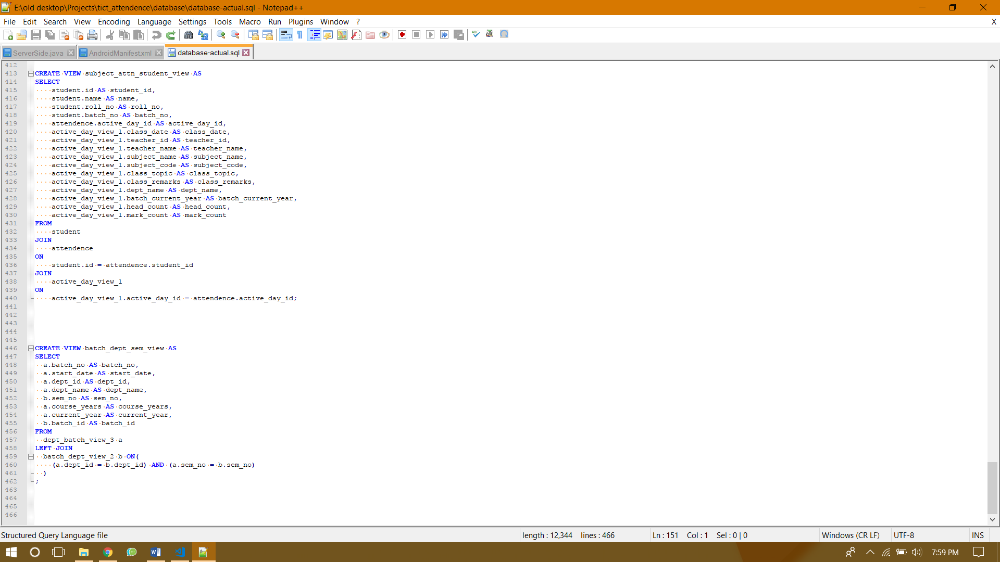 E:\old desktop\Projects\tict_attendence\database\database-actual.sql - Notepad++
File Edit Search View Encoding Language Settings Tools Macro Run Plugins Window ? X
ServerSide.java AndroidManifest.xml database-actual.sql
412
413 CREATE VIEW subject_attn_student_view AS
414 SELECT
415 student.id AS student_id,
416 student.name AS name,
417 student.roll_no AS roll_no,
418 student.batch_no AS batch_no,
419 attendence.active_day_id AS active_day_id,
420 active_day_view_1.class_date AS class_date,
421 active_day_view_1.teacher_id AS teacher_id,
422 active_day_view_1.teacher_name AS teacher_name,
423 active_day_view_1.subject_name AS subject_name,
424 active_day_view_1.subject_code AS subject_code,
425 active_day_view_1.class_topic AS class_topic,
426 active_day_view_1.class_remarks AS class_remarks,
427 active_day_view_1.dept_name AS dept_name,
428 active_day_view_1.batch_current_year AS batch_current_year,
429 active_day_view_1.head_count AS head_count,
430 active_day_view_1.mark_count AS mark_count
431 FROM
432 student
433 JOIN
434 attendence
435 ON
436 student.id = attendence.student_id
437 JOIN
438 active_day_view_1
439 ON
440 active_day_view_1.active_day_id = attendence.active_day_id;
441
442
443
444
445
446 CREATE VIEW batch_dept_sem_view AS
447 SELECT
448 a.batch_no AS batch_no,
449 a.start_date AS start_date,
450 a.dept_id AS dept_id,
451 a.dept_name AS dept_name,
452 b.sem_no AS sem_no,
453 a.course_years AS course_years,
454 a.current_year AS current_year,
455 b.batch_id AS batch_id
456 FROM
457 dept_batch_view_3 a
458 LEFT JOIN
459 batch_dept_view_2 b ON(
460 (a.dept_id = b.dept_id) AND (a.sem_no = b.sem_no)
461 )
462 ;
463
464
465
466
Structured Query Language file length : 12,344 lines : 466 Ln : 151 Col : 1 Sel : 0 | 0 Windows (CR LF) UTF-8 INS
7:59 PM